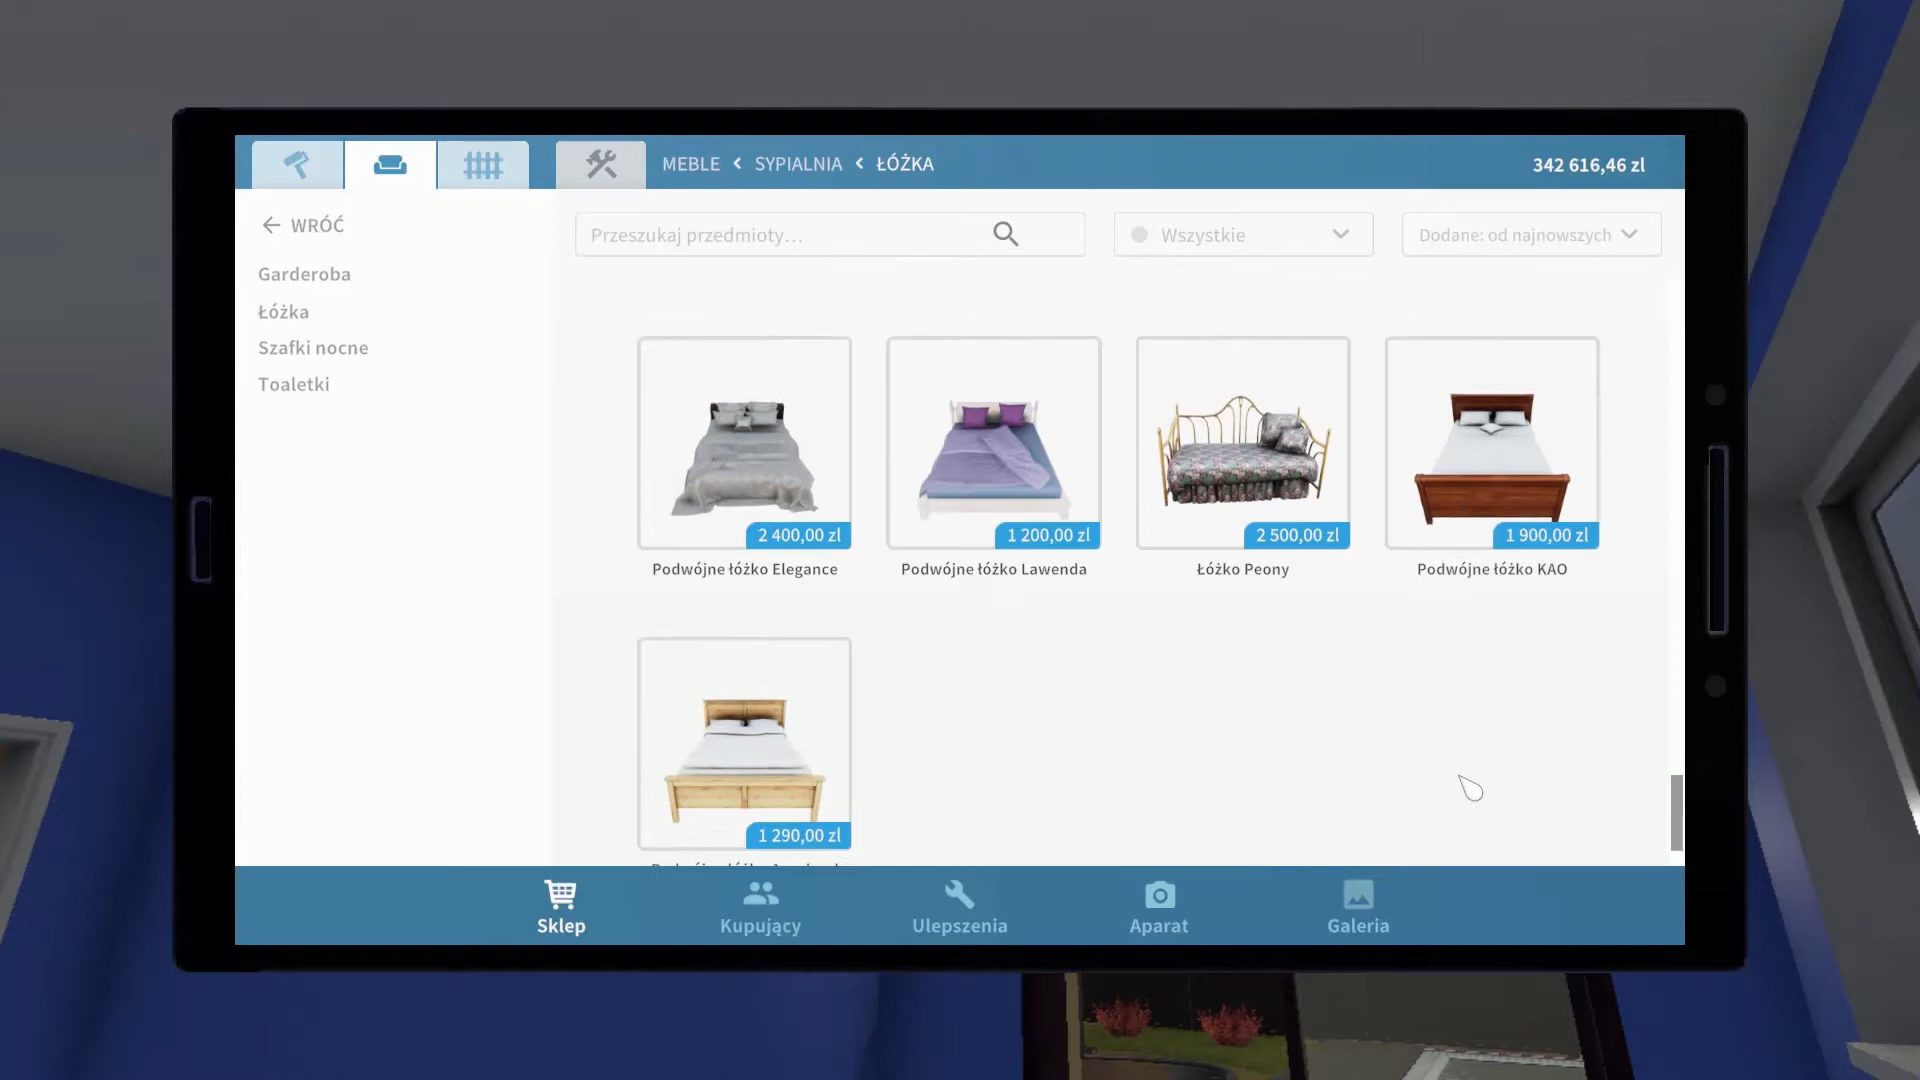 MEBLE < SYPIALNIA < ŁÓŻKA
342 616,46 zl
WRÓĆ
Przeszukaj przedmioty...
Wszystkie
Dodane: od najnowszych
Garderoba
Łóżka
Szafki nocne
Toaletki
2 400,00 zl
1 200,00 zl
2 500,00 zl
1 900,00 zl
Podwójne łóżko Elegance
Podwójne łóżko Lawenda
Łóżko Peony
Podwójne łóżko KAO
1 290,00 zl
Sklep
Kupujący
Ulepszenia
Aparat
Galeria